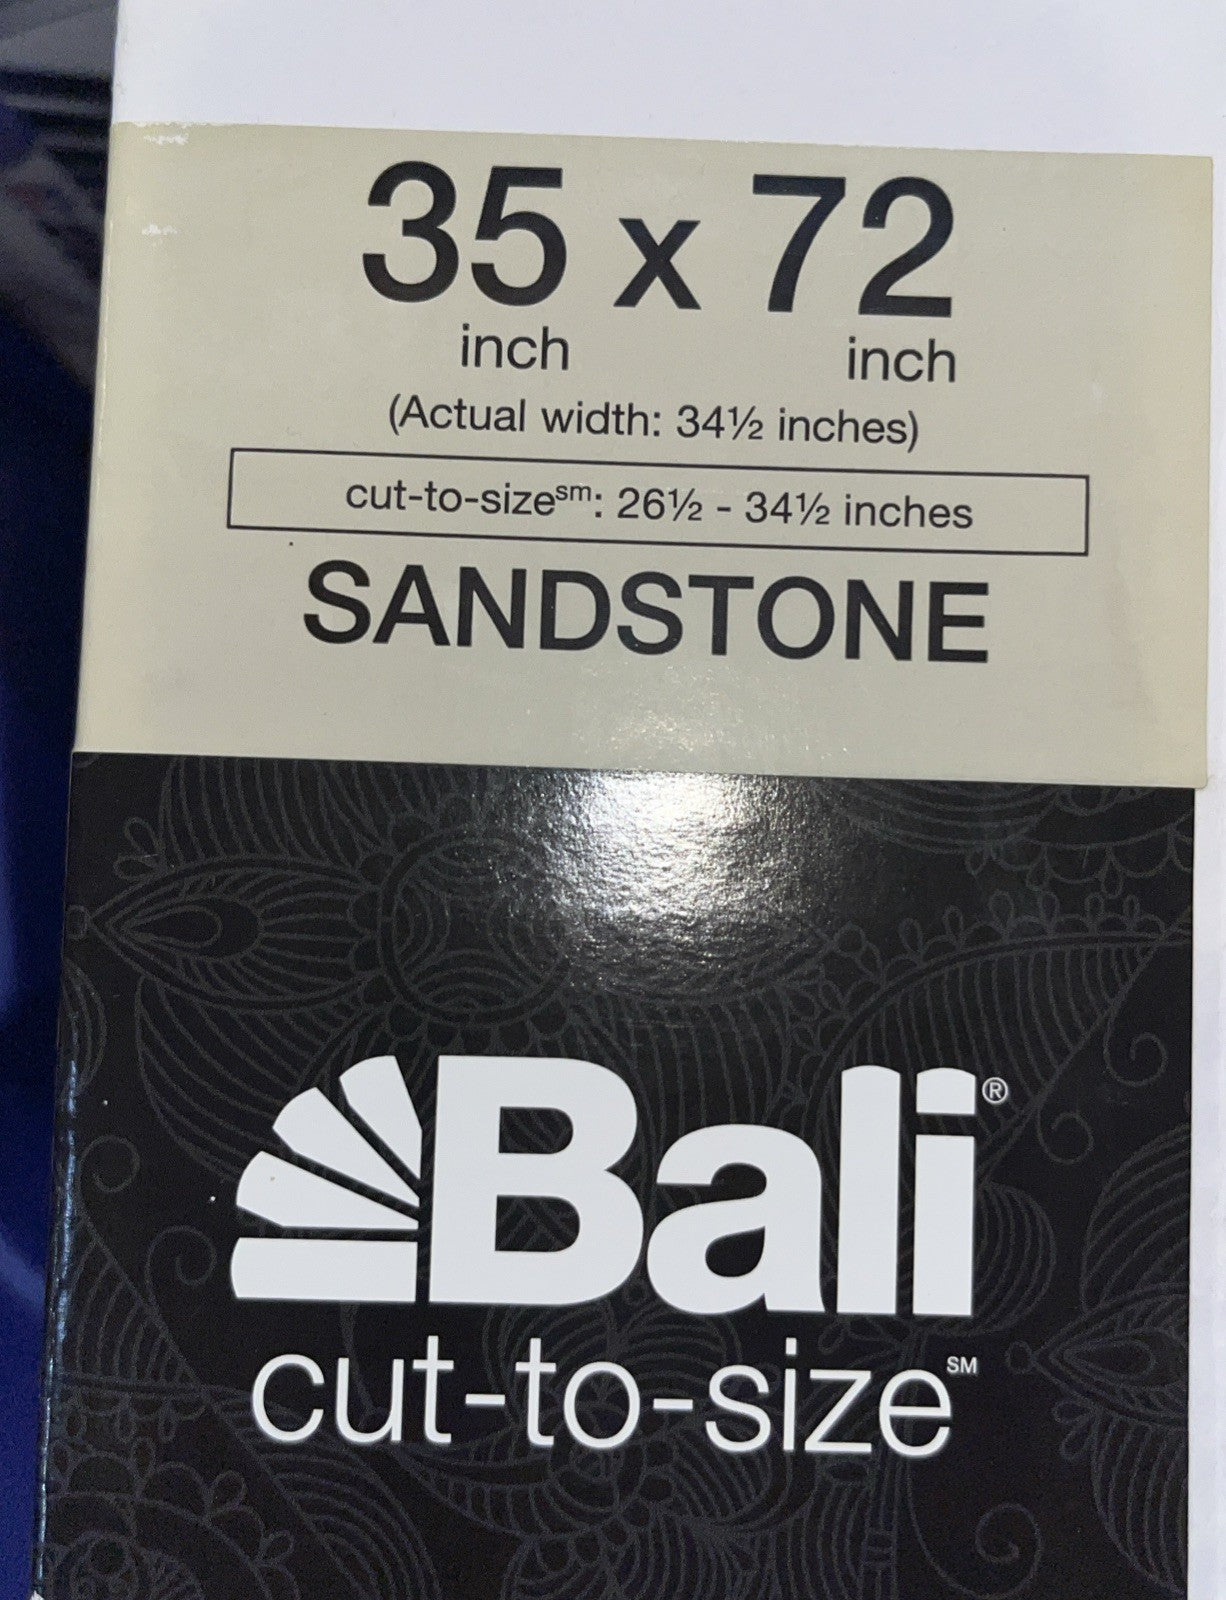 35 x 72
inch inch
(Actual width: 34½ inches)
cut-to-size℠: 26½ - 34½ inches
SANDSTONE
Bali®
cut-to-size℠